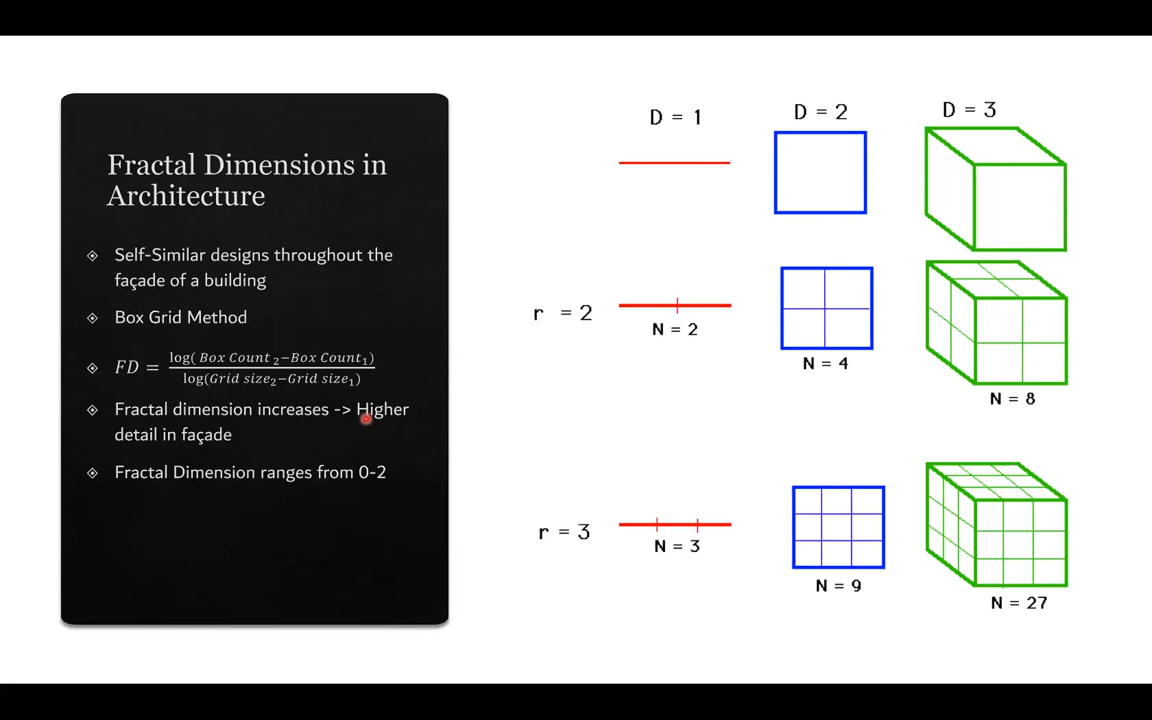 Fractal Dimensions in
Architecture
Self-Similar designs throughout the
façade of a building
Box Grid Method
FD = log( Box Count ₂−Box Count₁) / log(Grid size₂−Grid size₁)
Fractal dimension increases -> Higher
detail in façade
Fractal Dimension ranges from 0-2
D = 1 D = 2 D = 3
r = 2
N = 2 N = 4 N = 8
r = 3
N = 3 N = 9 N = 27